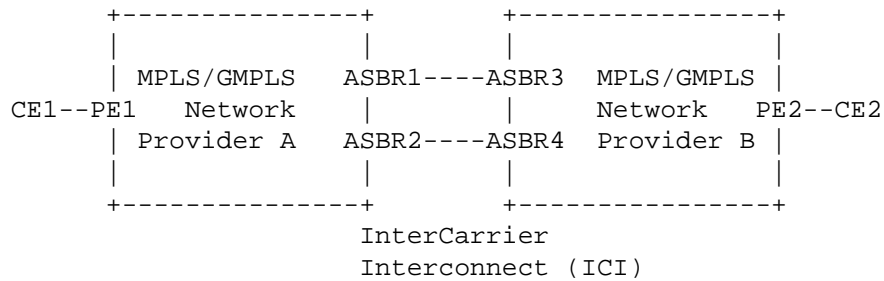 +---------------+ +----------------+
| | | |
| MPLS/GMPLS ASBR1----ASBR3 MPLS/GMPLS |
CE1--PE1 Network | | Network PE2--CE2
| Provider A ASBR2----ASBR4 Provider B |
| | | |
+---------------+ +----------------+
InterCarrier
Interconnect (ICI)